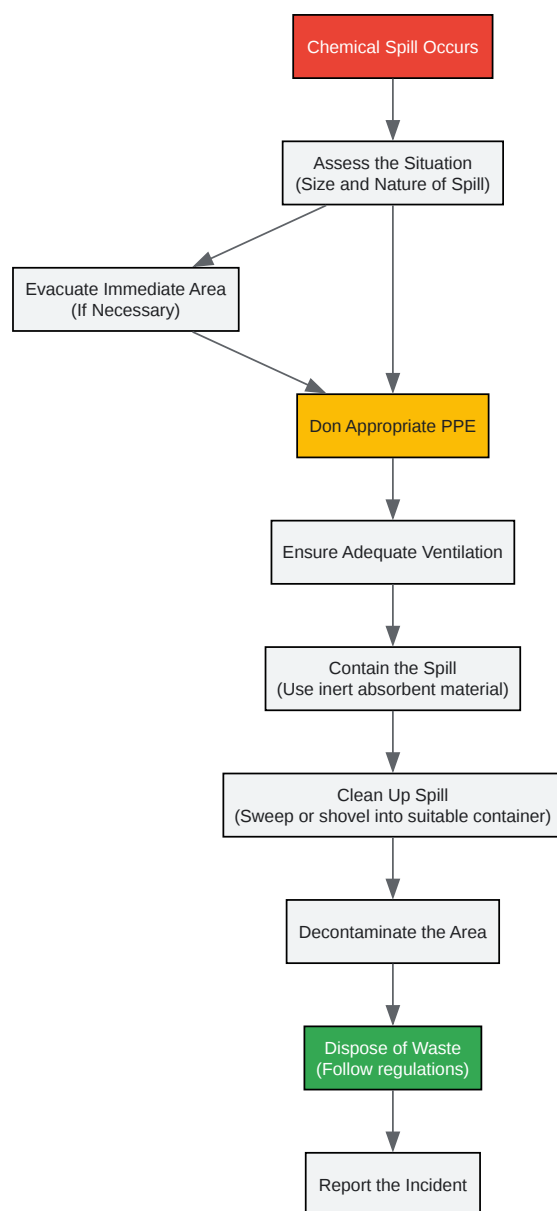 Chemical Spill Occurs
Assess the Situation
(Size and Nature of Spill)
Evacuate Immediate Area
(If Necessary)
Don Appropriate PPE
Ensure Adequate Ventilation
Contain the Spill
(Use inert absorbent material)
Clean Up Spill
(Sweep or shovel into suitable container)
Decontaminate the Area
Dispose of Waste
(Follow regulations)
Report the Incident